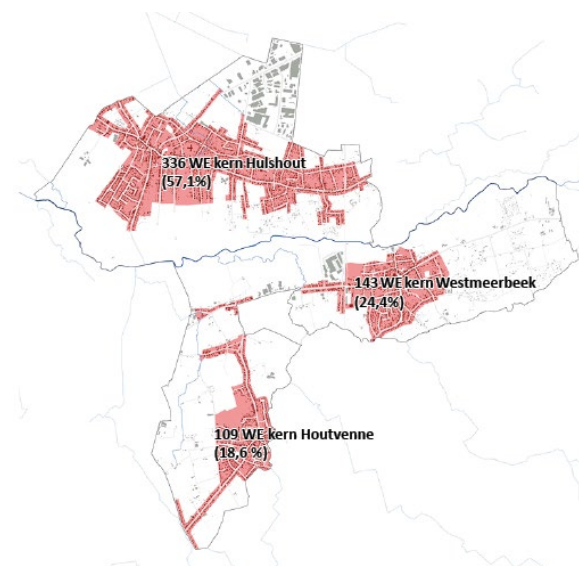 336 WE kern Hulshout
(57,1%)
143 WE kern Westmeerbeek
(24,4%)
109 WE kern Houtvenne
(18,6 %)